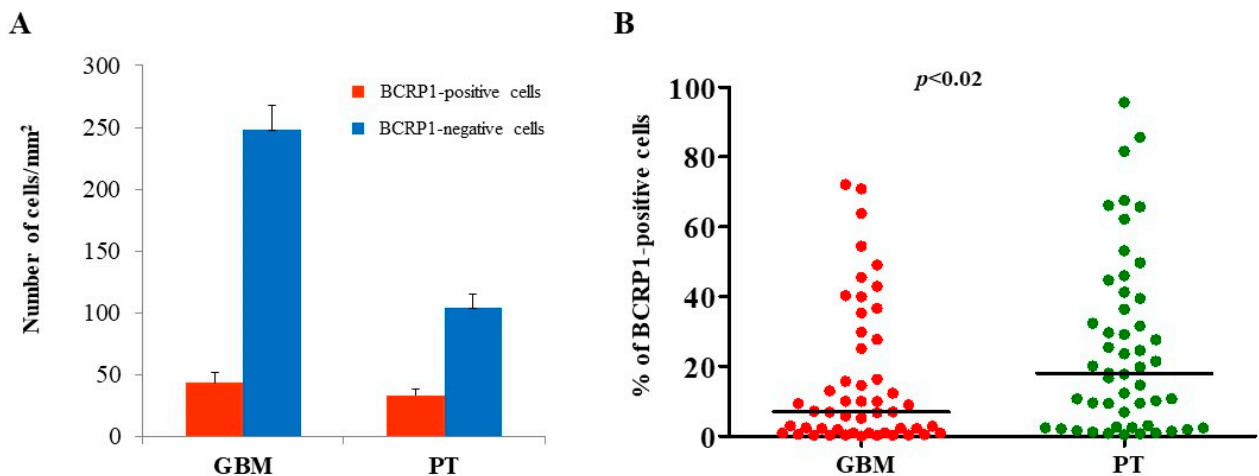 A
Number of cells/mm²
300
250
200
150
100
50
0
BCRP1-positive cells
BCRP1-negative cells
GBM PT
B
p<0.02
% of BCRP1-positive cells
100
80
60
40
20
0
GBM PT